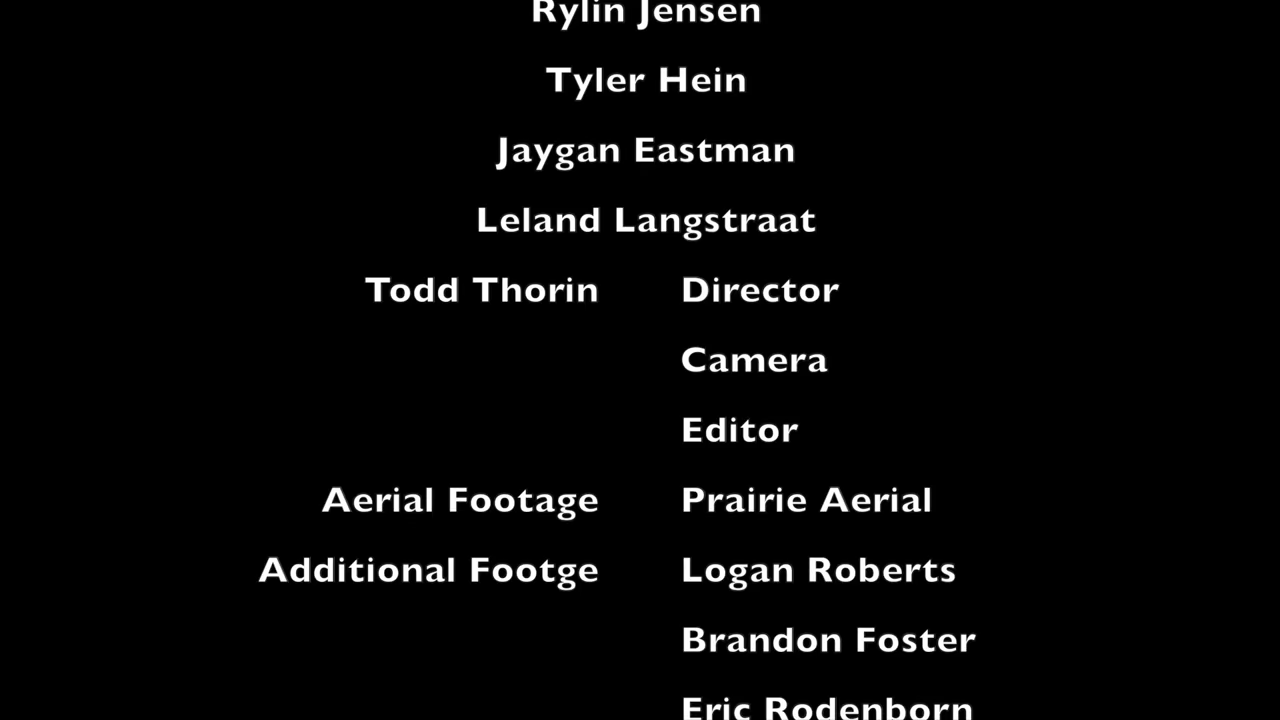 Rylin Jensen
Tyler Hein
Jaygan Eastman
Leland Langstraat
Todd Thorin Director
Camera
Editor
Aerial Footage Prairie Aerial
Additional Footge Logan Roberts
Brandon Foster
Eric Rodenborn